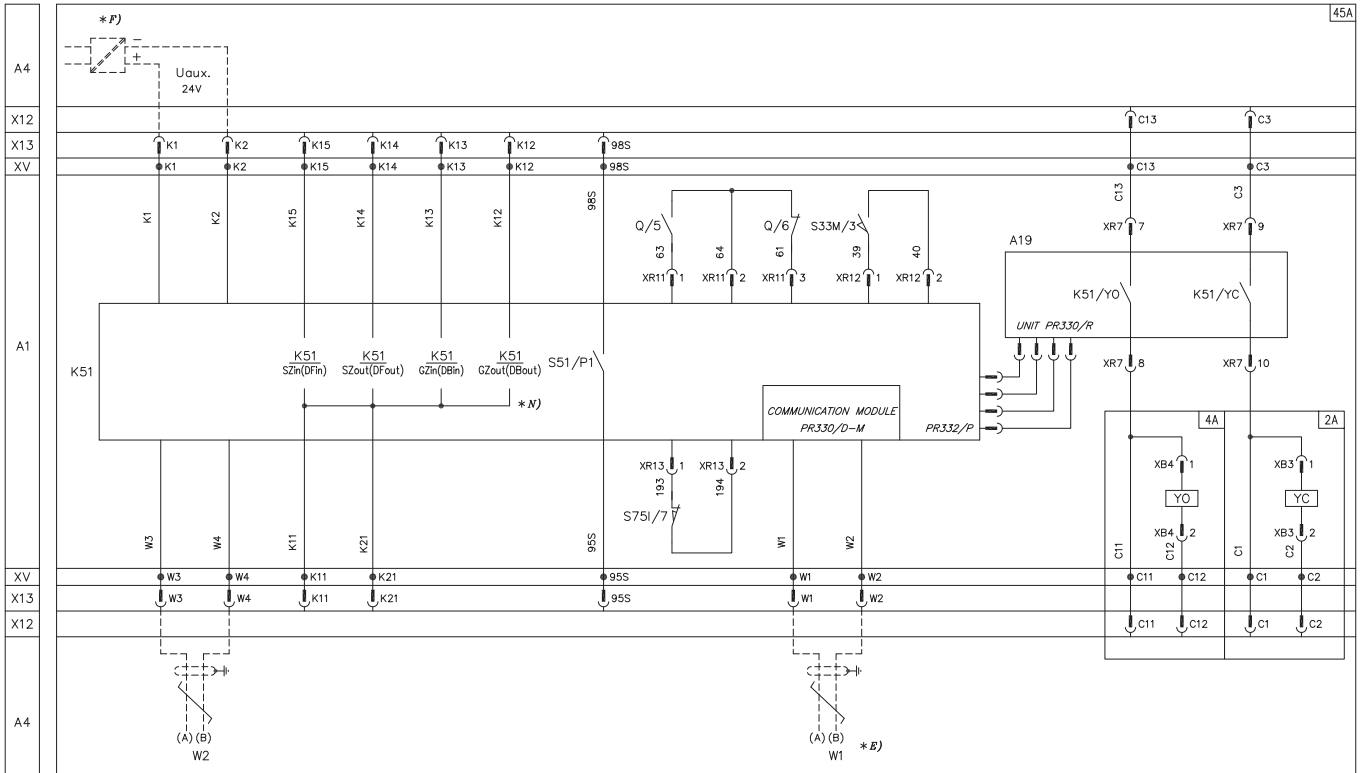 45A
*F)
−
+
A4
Uaux.
24V
X12
C13 C3
X13
K1 K2 K15 K14 K13 K12 98S
XV
K1 K2 K15 K14 K13 K12 98S C13 C3
K1 K2 K15 K14 K13 K12 98S C13 C3
Q/5 Q/6 S33M/3
63 64 61 39 40
XR7 7 XR7 9
A19
XR11 1 XR11 2 XR11 3 XR12 1 XR12 2
K51/YO K51/YC
UNIT PR330/R
A1
K51
K51 K51 K51 K51
SZin(DFin) SZout(DFout) GZin(DBin) GZout(DBout)
S51/P1
XR7 8 XR7 10
*N)
COMMUNICATION MODULE
PR330/D-M
PR332/P
4A 2A
XR13 1 XR13 2
XB4 1 XB3 1
193 194
YO YC
S75I/7
XB4 2 XB3 2
W3 W4 K11 K21 95S W1 W2 C11 C12 C1 C2
XV
W3 W4 K11 K21 95S W1 W2 C11 C12 C1 C2
X13
W3 W4 K11 K21 95S W1 W2
X12
C11 C12 C1 C2
A4
(A) (B) (A) (B)
W2 W1
*E)